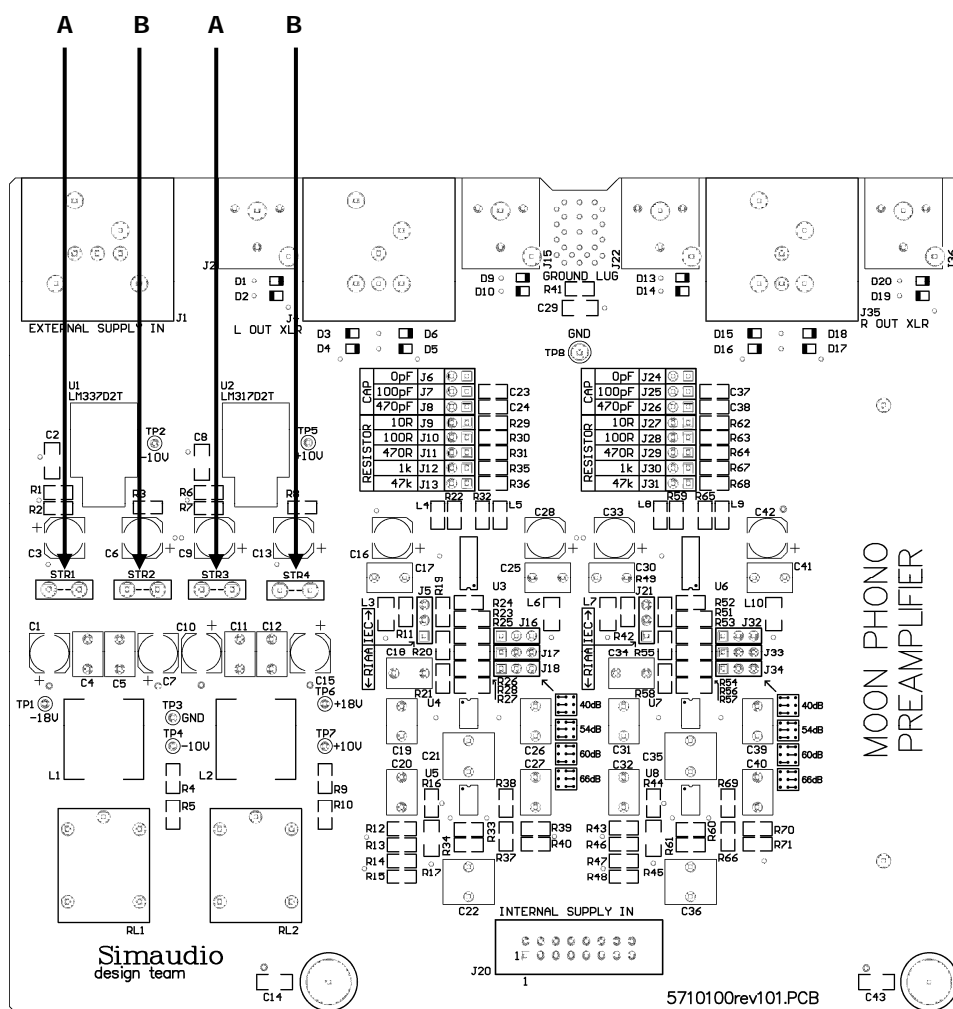 A B A B
J1 J2 J4 J15 J22 J35 J36
D1 D2 D9 D10 GROUND LUG R41 C29 D13 D14 D20 D19
EXTERNAL SUPPLY IN L OUT XLR R OUT XLR
D3 D6 D4 D5 GND TP8 D15 D18 D16 D17
U1 LM337D2T U2 LM317D2T
CAP 0pF J6
100pF J7 C23
470pF J8 C24
RESISTOR 10R J9 R29
100R J10 R30
470R J11 R31
1k J12 R35
47k J13 R36
CAP 0pF J24
100pF J25 C37
470pF J26 C38
RESISTOR 10R J27 R62
100R J28 R63
470R J29 R64
1k J30 R67
47k J31 R68
C2 TP2 -10V C8 TP5 +10V
R1 R2 R3 R6 R7 R8
C3 C6 C9 C13
STR1 STR2 STR3 STR4
C1 C4 C5 C7 C10 C11 C12 C15
TP1 -18V TP3 GND TP4 -10V TP6 +18V TP7 +10V
L1 L2 R4 R5 R9 R10
RL1 RL2
L4 R22 R32 L5 L8 R59 R65 L9
C16 C17 C28 C25 C33 C30 C42 C41
U3 R19 J5 L3 R11 R24 R23 R25 J16 L6
RIAA IEC C18 R20 J17 J18
R21 R26 R28 R27 U4
U6 R49 J21 L7 R42 R52 R51 R53 J32 L10
RIAA IEC C34 R55 J33 J34
R58 R54 R56 R57 U7
C19 C21 C26 C31 C35 C39
40dB 54dB 60dB 66dB
40dB 54dB 60dB 66dB
C20 U5 R16 R38 C27 C32 U8 R44 R69 C40
R12 R13 R14 R15 R17 R34 R33 R37 R39 R40
R43 R46 R47 R48 R45 R61 R60 R66 R70 R71
C22 C36
INTERNAL SUPPLY IN
J20 1
1
MOON PHONO
PREAMPLIFIER
Simaudio
design team
C14 C43
5710100rev101.PCB